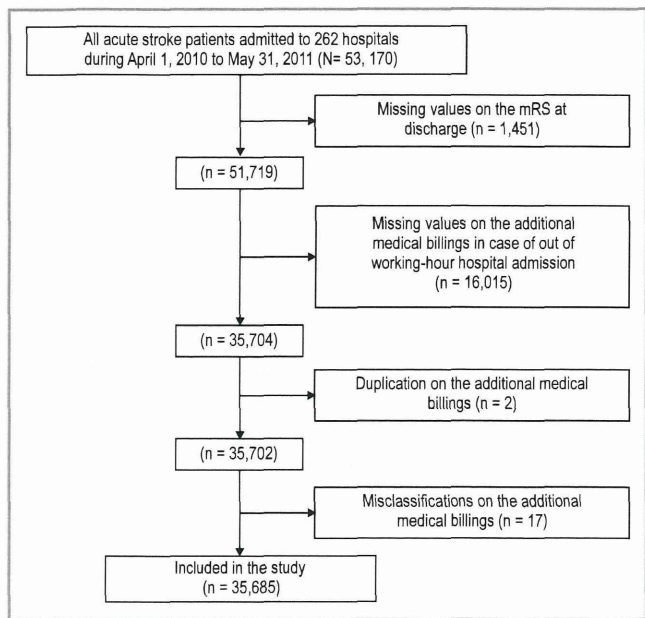 All acute stroke patients admitted to 262 hospitals
during April 1, 2010 to May 31, 2011 (N= 53, 170)
Missing values on the mRS at
discharge (n = 1,451)
(n = 51,719)
Missing values on the additional
medical billings in case of out of
working-hour hospital admission
(n = 16,015)
(n = 35,704)
Duplication on the additional medical
billings (n = 2)
(n = 35,702)
Misclassifications on the additional
medical billings (n = 17)
Included in the study
(n = 35,685)